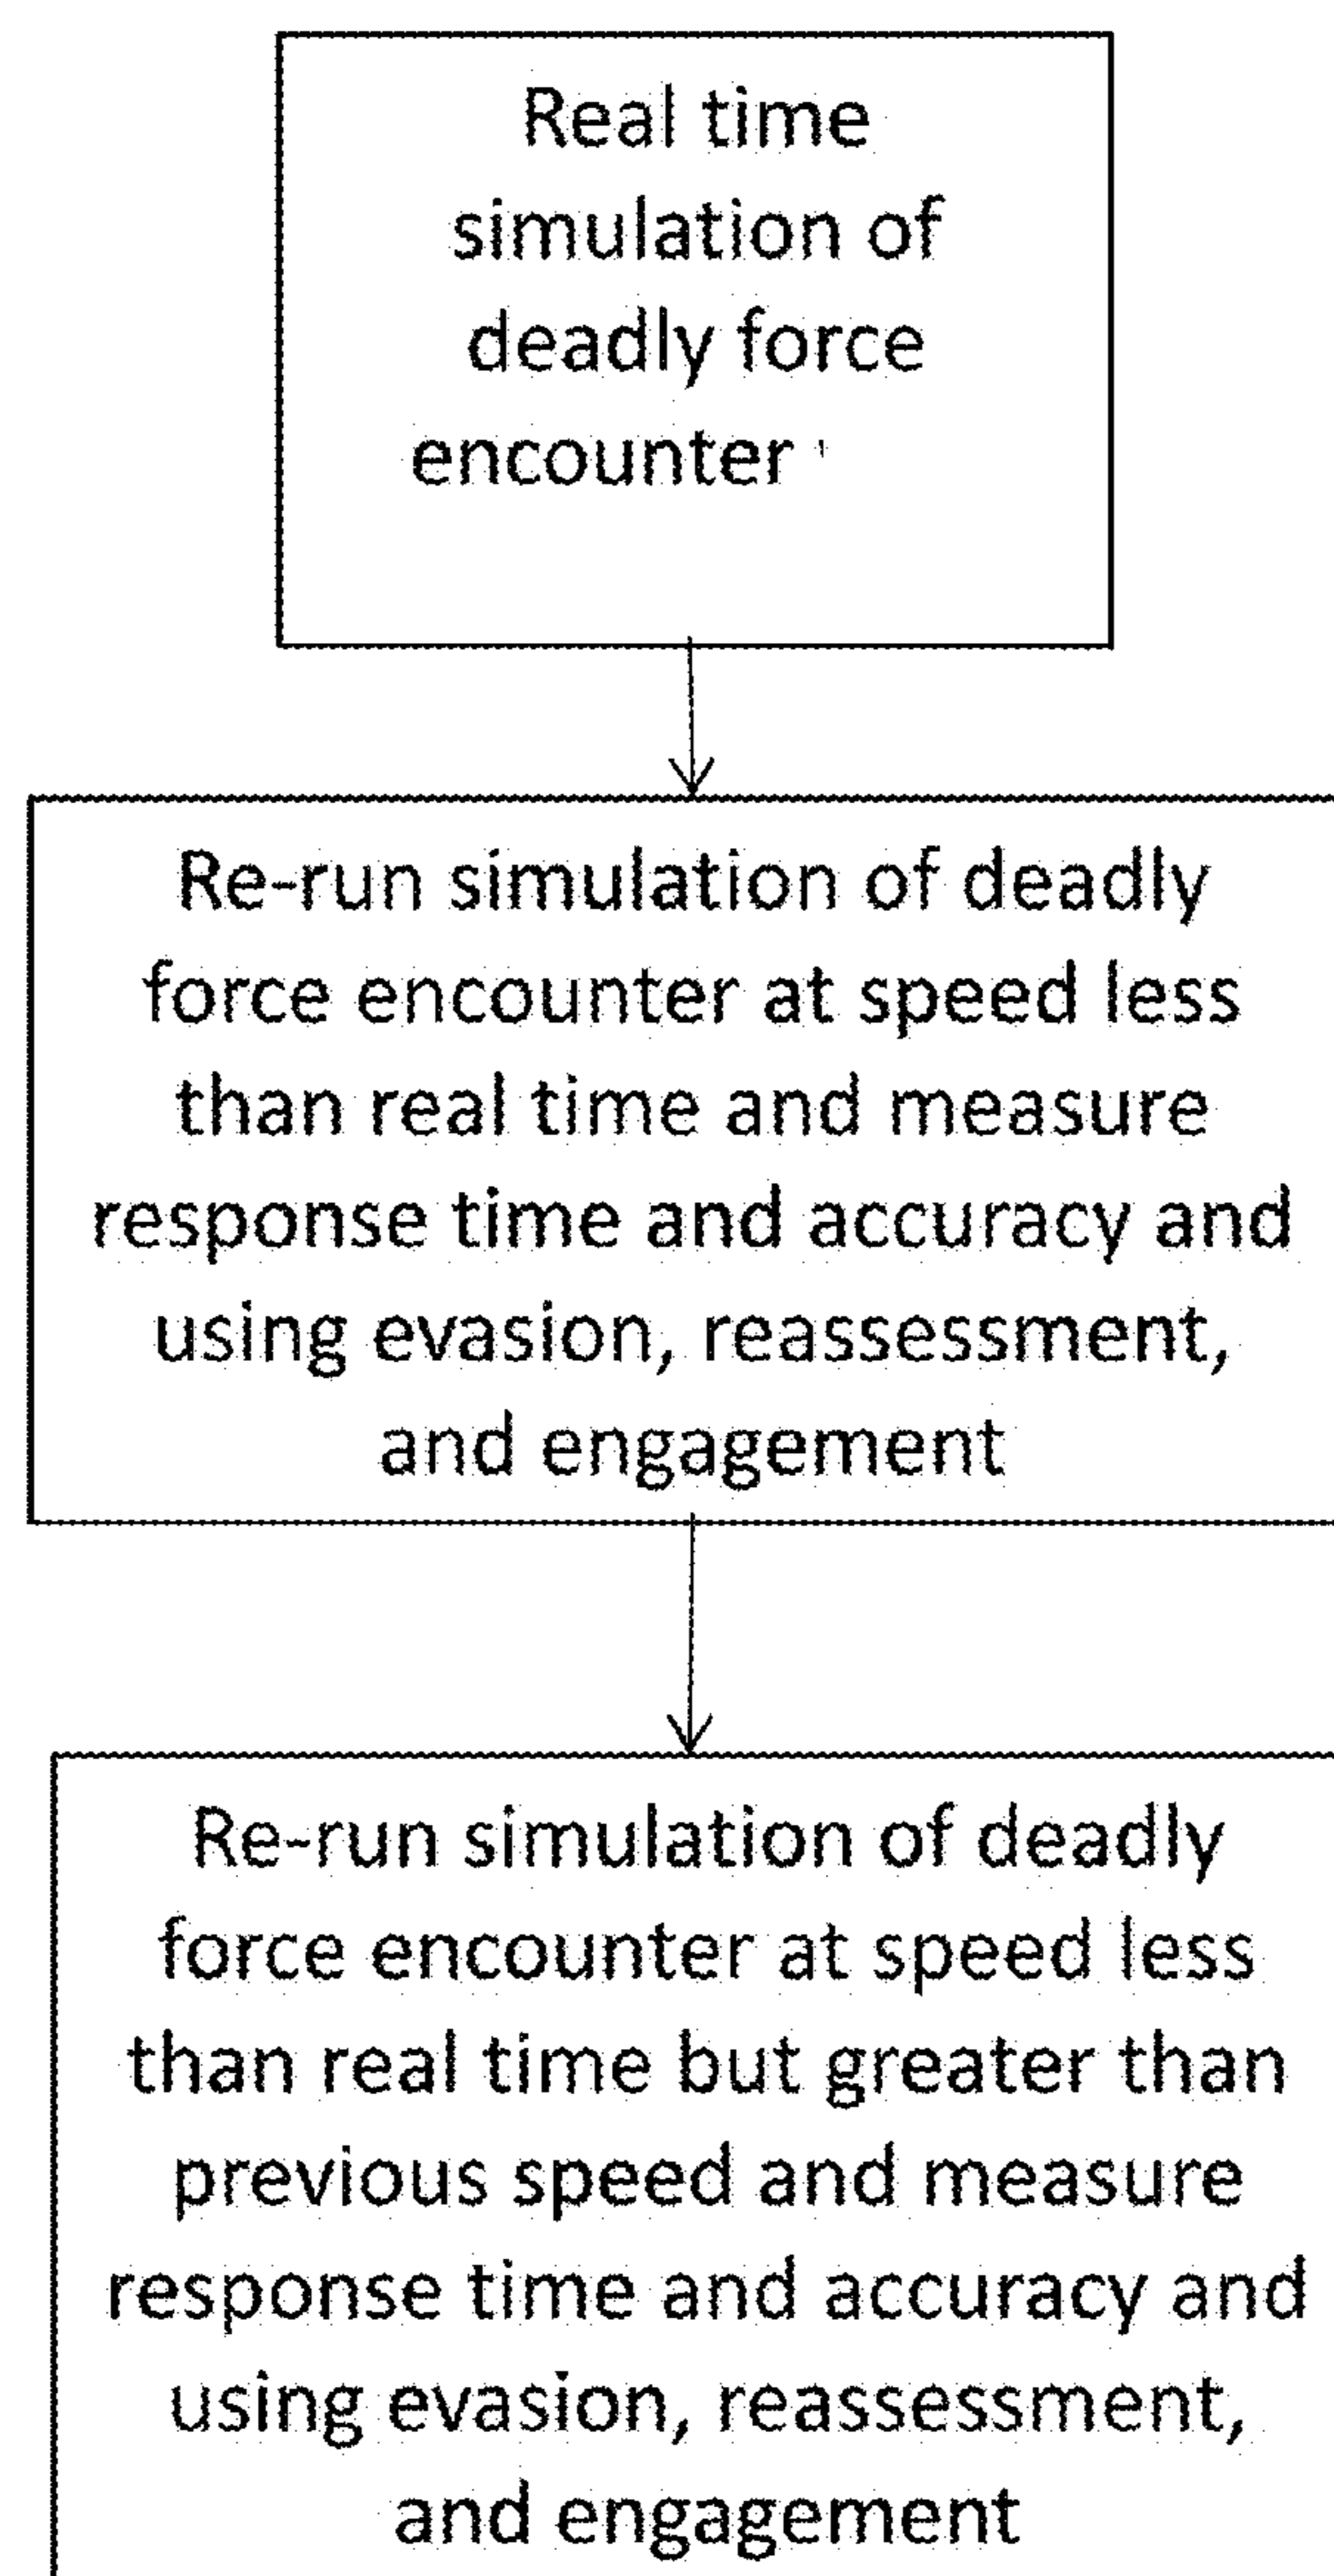 Real time
simulation of
deadly force
encounter
Re-run simulation of deadly
force encounter at speed less
than real time and measure
response time and accuracy and
using evasion, reassessment,
and engagement
Re-run simulation of deadly
force encounter at speed less
than real time but greater than
previous speed and measure
response time and accuracy and
using evasion, reassessment,
and engagement